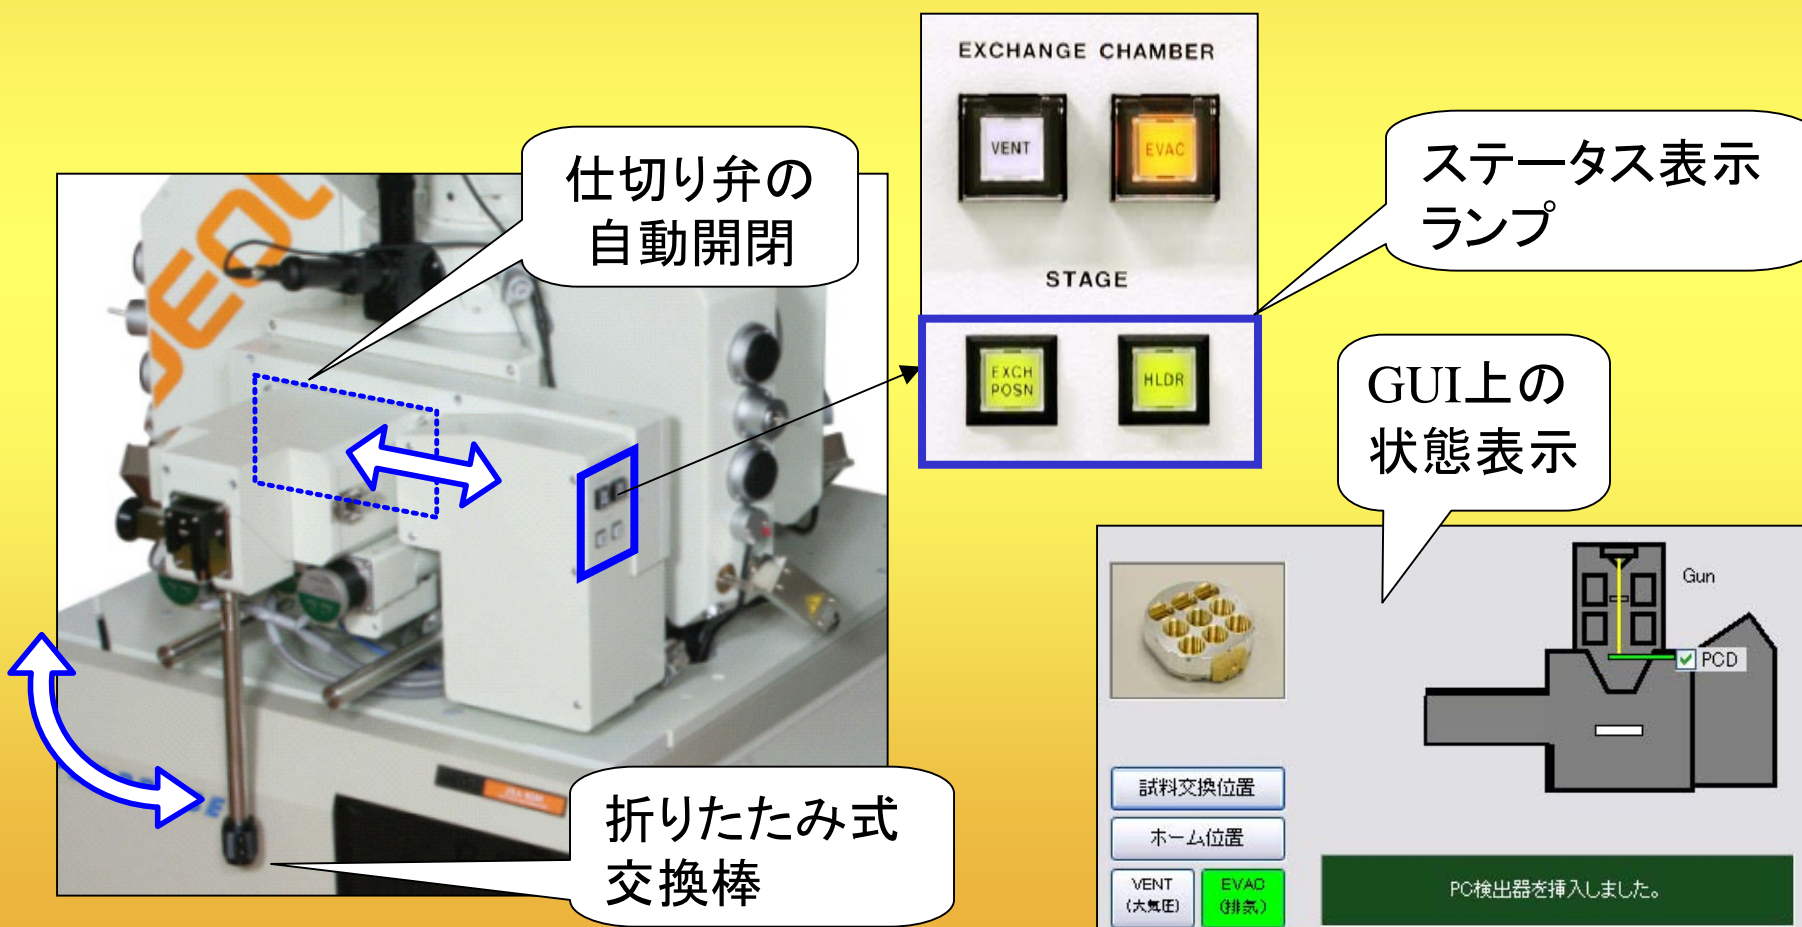 EXCHANGE CHAMBER
VENT
EVAC
STAGE
EXCH
POSN
HLDR
仕切り弁の
自動開閉
ステータス表示
ランプ
GUI上の
状態表示
JEOL
折りたたみ式
交換棒
Gun
PCD
試料交換位置
ホーム位置
VENT
(大気圧)
EVAC
(排気)
PC検出器を挿入しました。